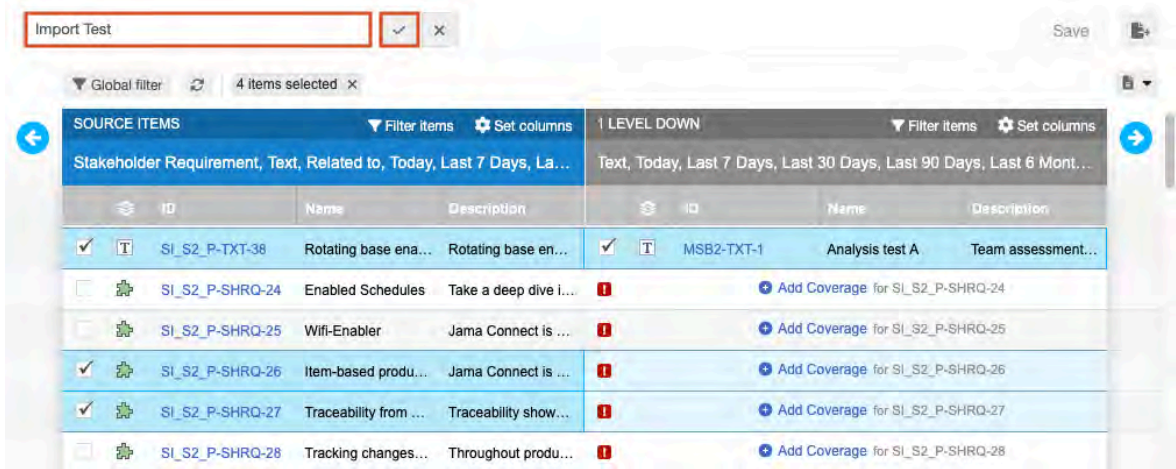 Import Test
Save
Global filter 4 items selected ×
SOURCE ITEMS Filter items Set columns 1 LEVEL DOWN Filter items Set columns
Stakeholder Requirement, Text, Related to, Today, Last 7 Days, La... Text, Today, Last 7 Days, Last 30 Days, Last 90 Days, Last 6 Mont...
ID Name Description ID Name Description
T SI_S2_P-TXT-38 Rotating base ena... Rotating base en... T MSB2-TXT-1 Analysis test A Team assessment...
SI_S2_P-SHRQ-24 Enabled Schedules Take a deep dive i... Add Coverage for SI_S2_P-SHRQ-24
SI_S2_P-SHRQ-25 Wifi-Enabler Jama Connect is ... Add Coverage for SI_S2_P-SHRQ-25
SI_S2_P-SHRQ-26 Item-based produ... Jama Connect is ... Add Coverage for SI_S2_P-SHRQ-26
SI_S2_P-SHRQ-27 Traceability from ... Traceability show... Add Coverage for SI_S2_P-SHRQ-27
SI_S2_P-SHRQ-28 Tracking changes... Throughout produ... Add Coverage for SI_S2_P-SHRQ-28